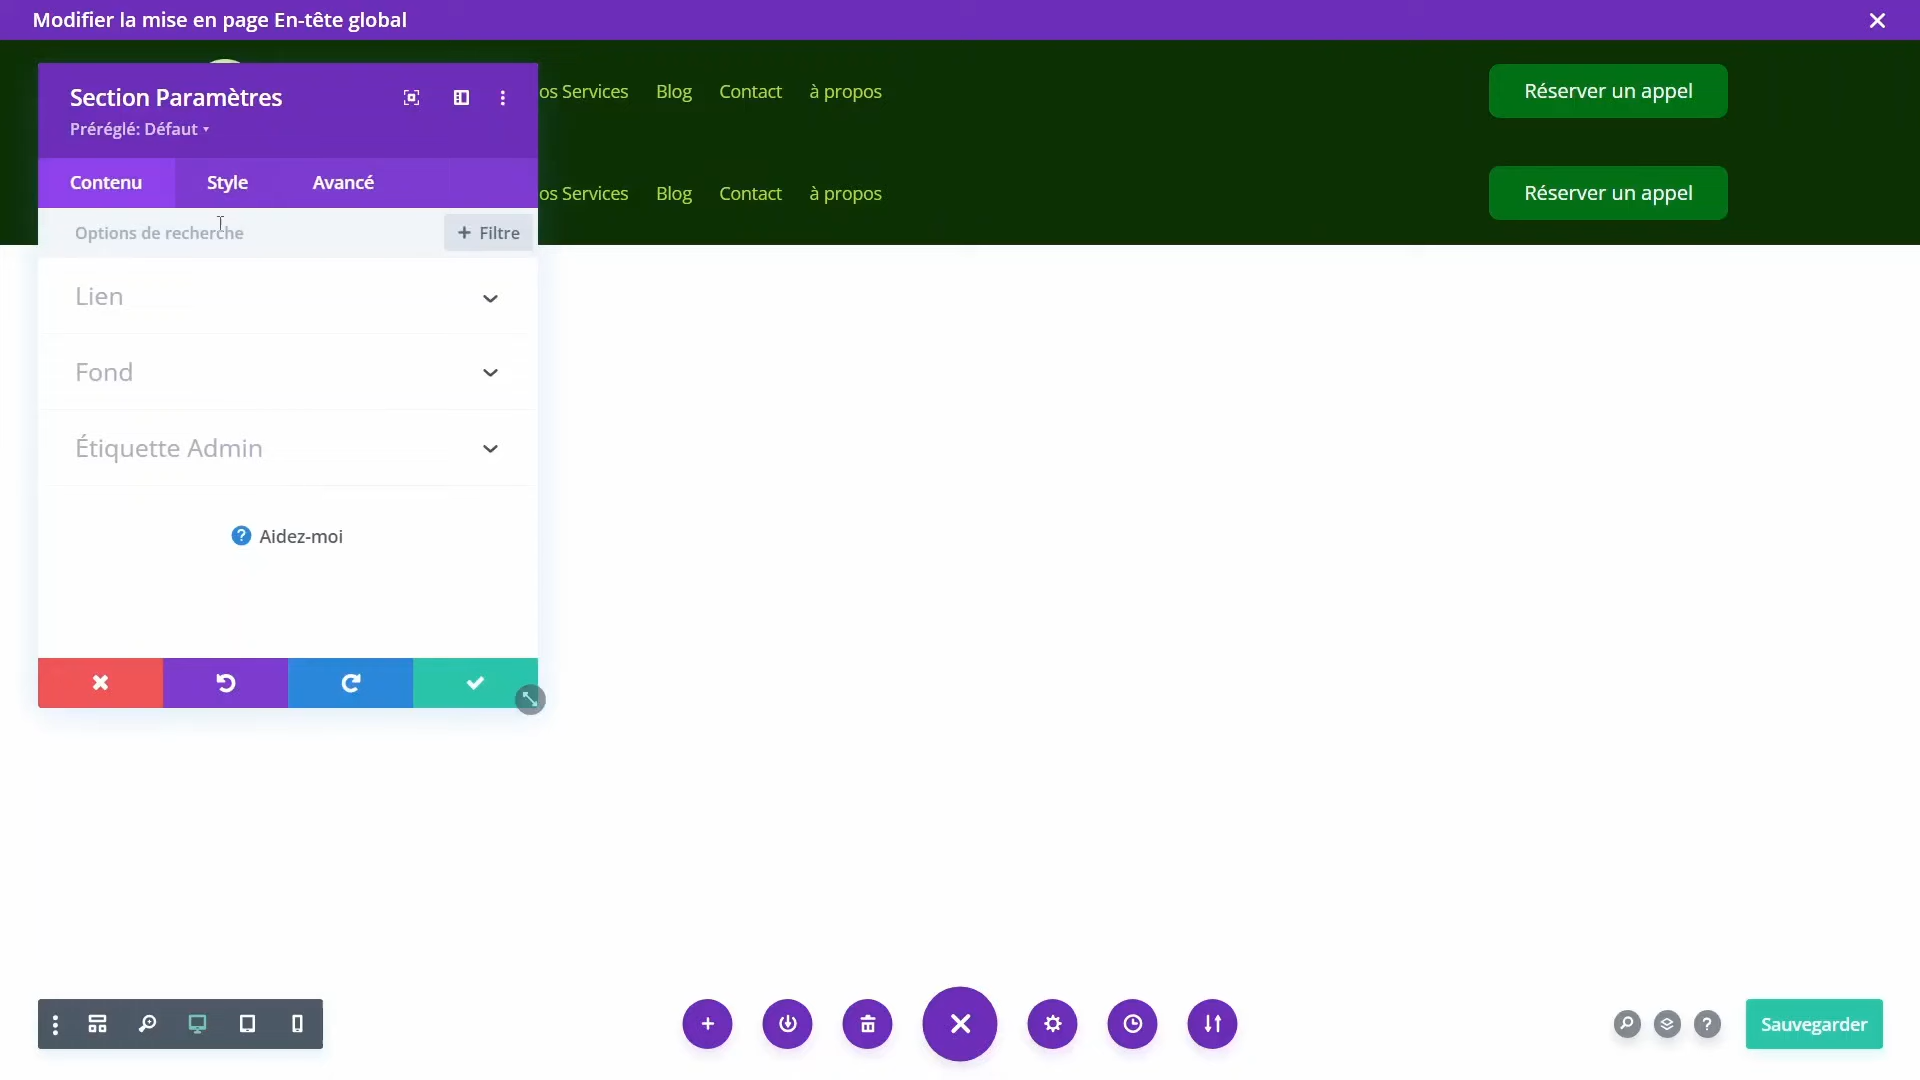 Modifier la mise en page En-tête global
Section Paramètres
Préréglé: Défaut
os Services Blog Contact à propos
Réserver un appel
Contenu Style Avancé
os Services Blog Contact à propos
Réserver un appel
Options de recherche
+ Filtre
Lien
Fond
Étiquette Admin
? Aidez-moi
?
Sauvegarder